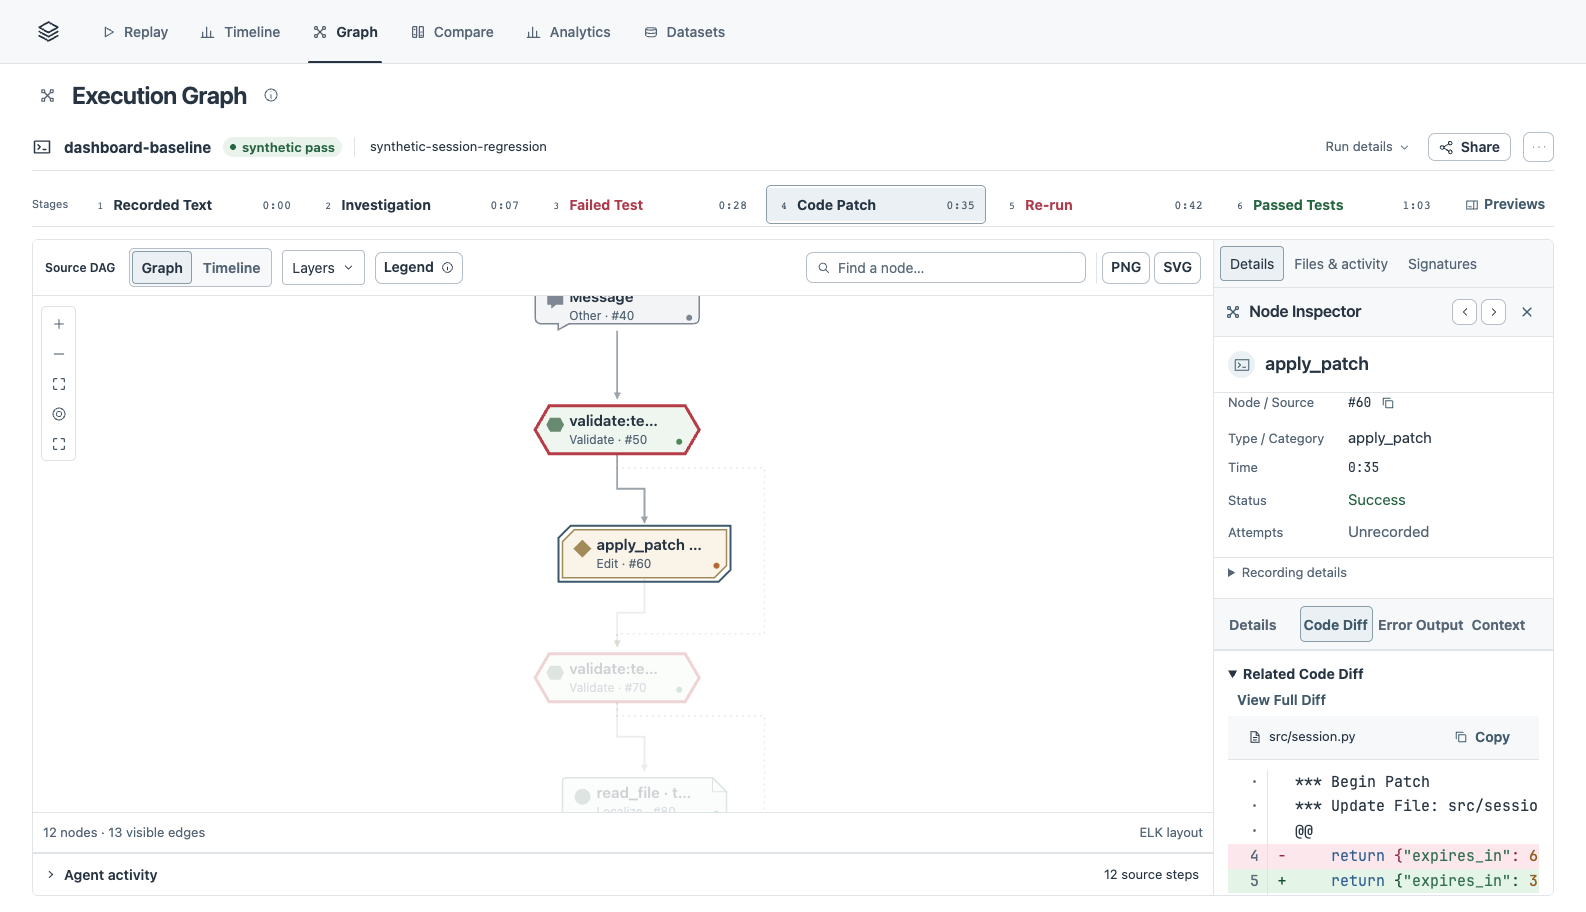 Replay
Timeline
Graph
Compare
Analytics
Datasets
Execution Graph
dashboard-baseline
synthetic pass
synthetic-session-regression
Run details
Share
Stages
1 Recorded Text 0:00
2 Investigation 0:07
3 Failed Test 0:28
4 Code Patch 0:35
5 Re-run 0:42
6 Passed Tests 1:03
Previews
Source DAG
Graph
Timeline
Layers
Legend
Find a node...
PNG
SVG
Message
Other · #40
validate:te...
Validate · #50
apply_patch ...
Edit · #60
validate:te...
Validate · #70
read_file · t...
Localize · #80
12 nodes · 13 visible edges
ELK layout
Agent activity
12 source steps
Details
Files & activity
Signatures
Node Inspector
apply_patch
Node / Source #60
Type / Category apply_patch
Time 0:35
Status Success
Attempts Unrecorded
Recording details
Details
Code Diff
Error Output
Context
Related Code Diff
View Full Diff
src/session.py
Copy
· *** Begin Patch
· *** Update File: src/sessio
· @@
4 - return {"expires_in": 6
5 + return {"expires_in": 3